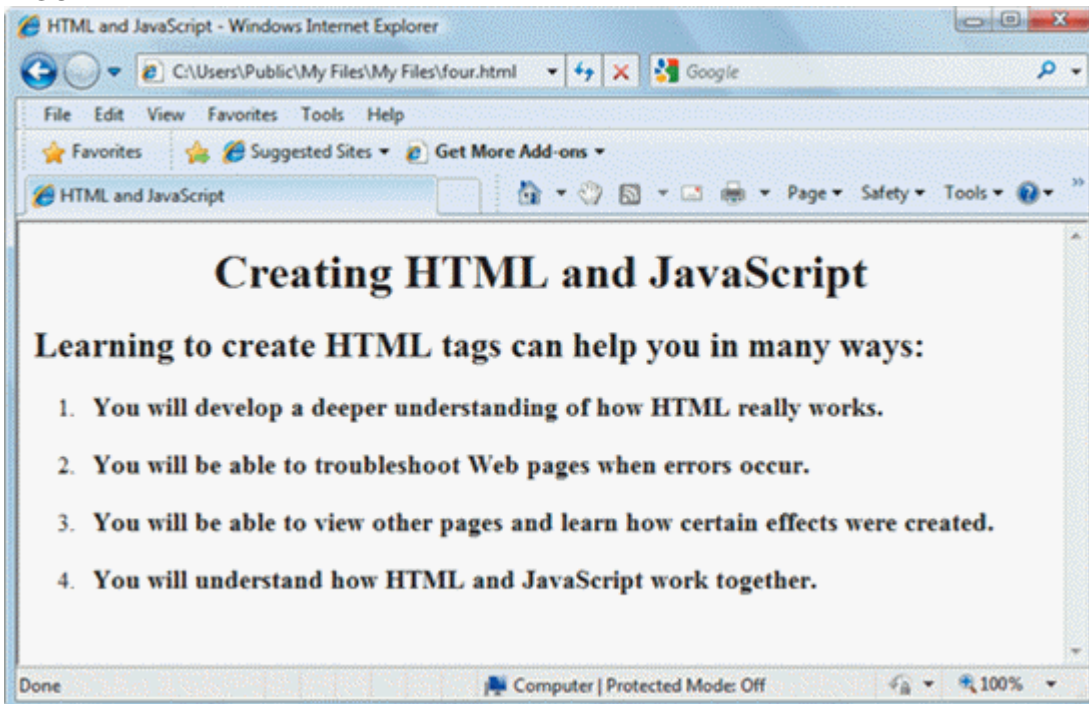 HTML and JavaScript - Windows Internet Explorer
C:\Users\Public\My Files\My Files\four.html Google
File Edit View Favorites Tools Help
Favorites Suggested Sites Get More Add-ons
HTML and JavaScript Page Safety Tools »
Creating HTML and JavaScript
Learning to create HTML tags can help you in many ways:
1. You will develop a deeper understanding of how HTML really works.
2. You will be able to troubleshoot Web pages when errors occur.
3. You will be able to view other pages and learn how certain effects were created.
4. You will understand how HTML and JavaScript work together.
Done Computer | Protected Mode: Off 100%